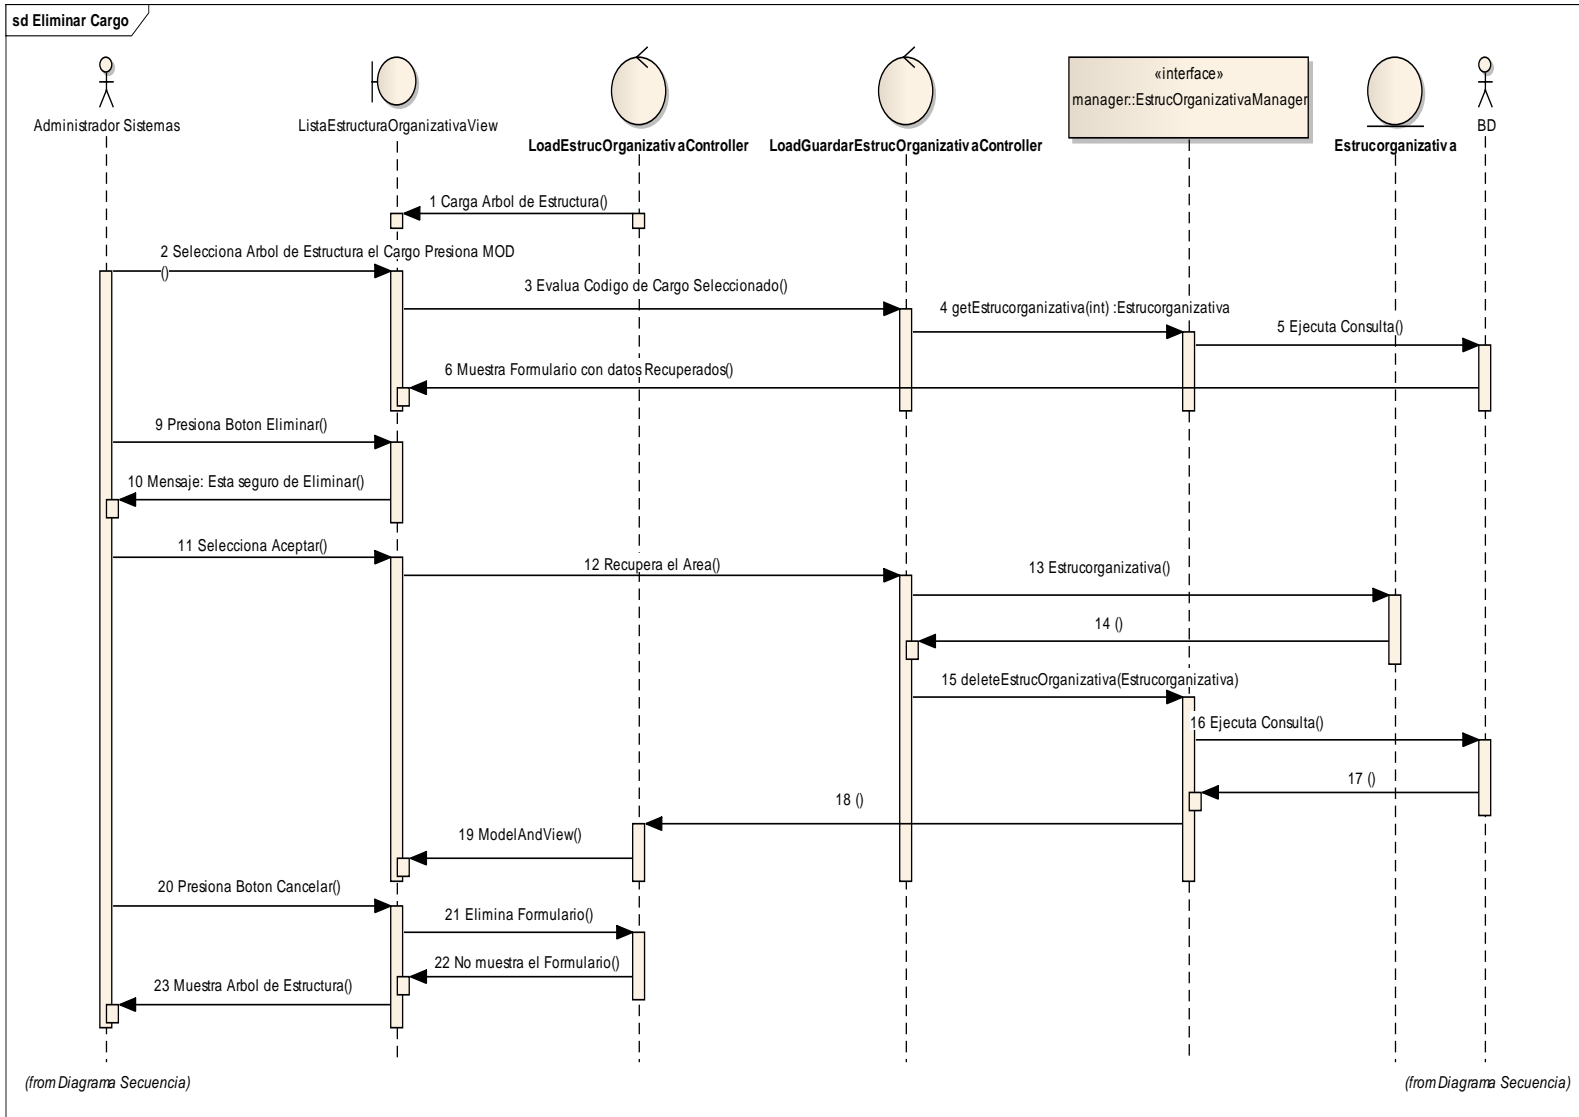 sd Eliminar Cargo
«interface»
manager::EstrucOrganizativaManager
Administrador Sistemas
ListaEstructuraOrganizativaView
BD
LoadEstrucOrganizativaController
LoadGuardarEstrucOrganizativaController
Estrucorganizativa
1 Carga Arbol de Estructura()
2 Selecciona Arbol de Estructura el Cargo Presiona MOD
()
3 Evalua Codigo de Cargo Seleccionado()
4 getEstrucorganizativa(int) :Estrucorganizativa
5 Ejecuta Consulta()
6 Muestra Formulario con datos Recuperados()
9 Presiona Boton Eliminar()
10 Mensaje: Esta seguro de Eliminar()
11 Selecciona Aceptar()
12 Recupera el Area()
13 Estrucorganizativa()
14 ()
15 deleteEstrucOrganizativa(Estrucorganizativa)
16 Ejecuta Consulta()
17 ()
18 ()
19 ModelAndView()
20 Presiona Boton Cancelar()
21 Elimina Formulario()
22 No muestra el Formulario()
23 Muestra Arbol de Estructura()
(from Diagrama Secuencia)
(from Diagrama Secuencia)